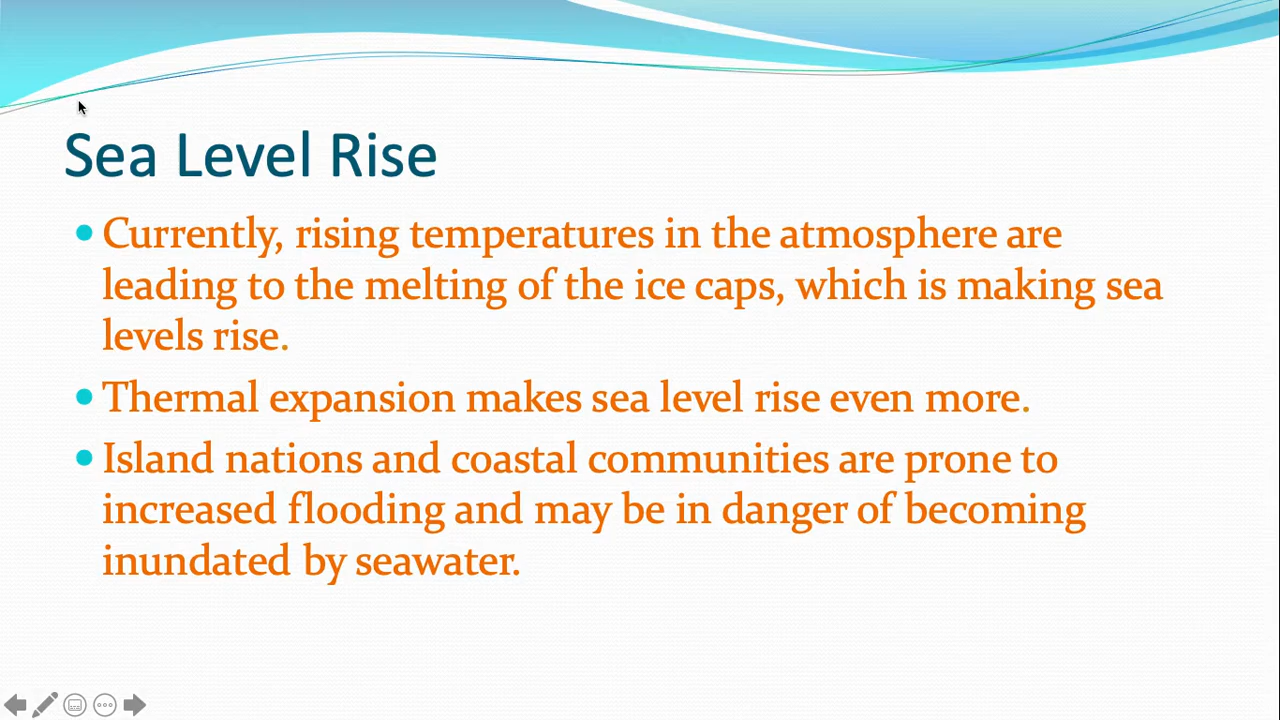 Sea Level Rise
Currently, rising temperatures in the atmosphere are
leading to the melting of the ice caps, which is making sea
levels rise.
Thermal expansion makes sea level rise even more.
Island nations and coastal communities are prone to
increased flooding and may be in danger of becoming
inundated by seawater.